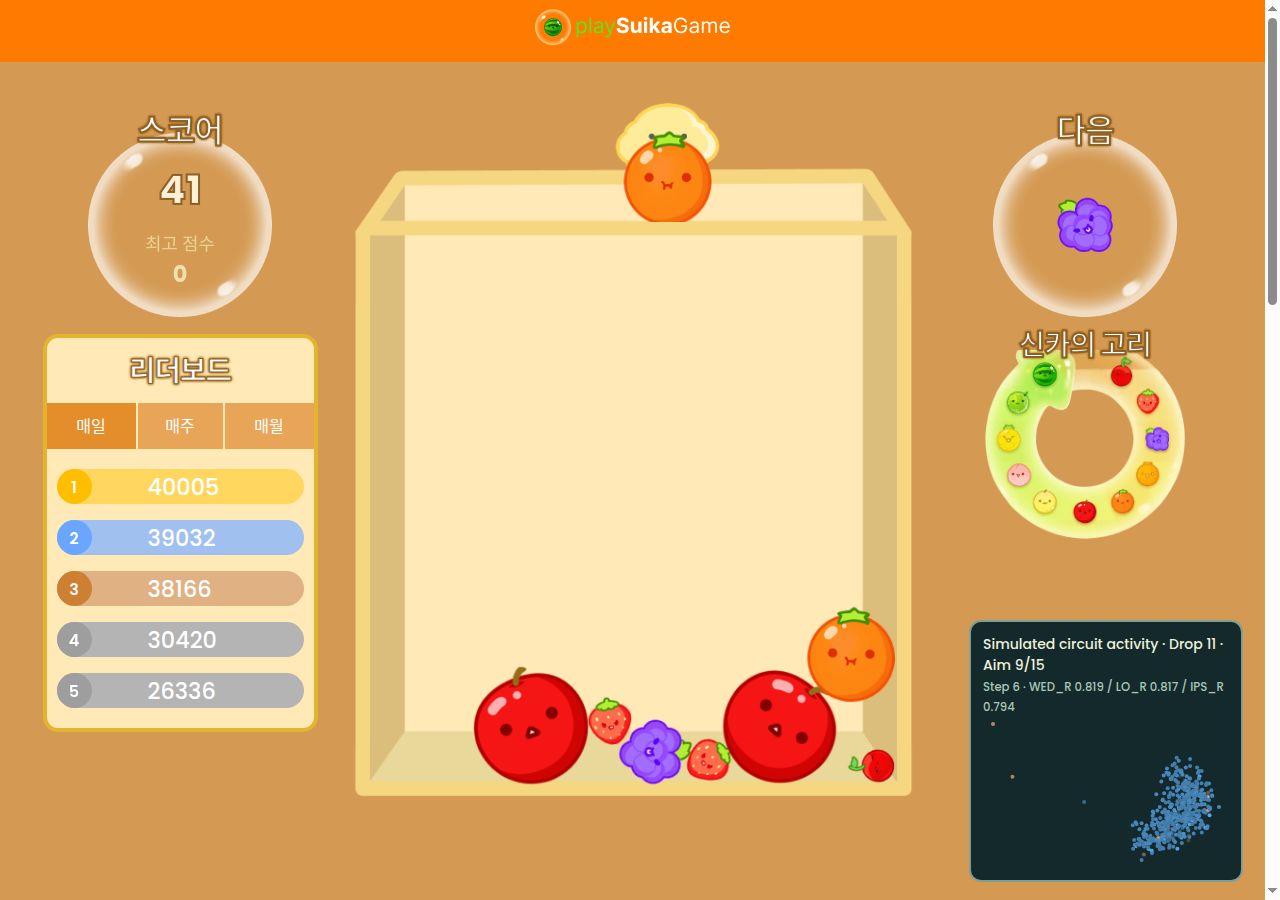 playSuikaGame
스코어
41
최고 점수
0
리더보드
매일 매주 매월
1 40005
2 39032
3 38166
4 30420
5 26336
다음
신카의 고리
Simulated circuit activity · Drop 11 ·
Aim 9/15
Step 6 · WED_R 0.819 / LO_R 0.817 / IPS_R
0.794